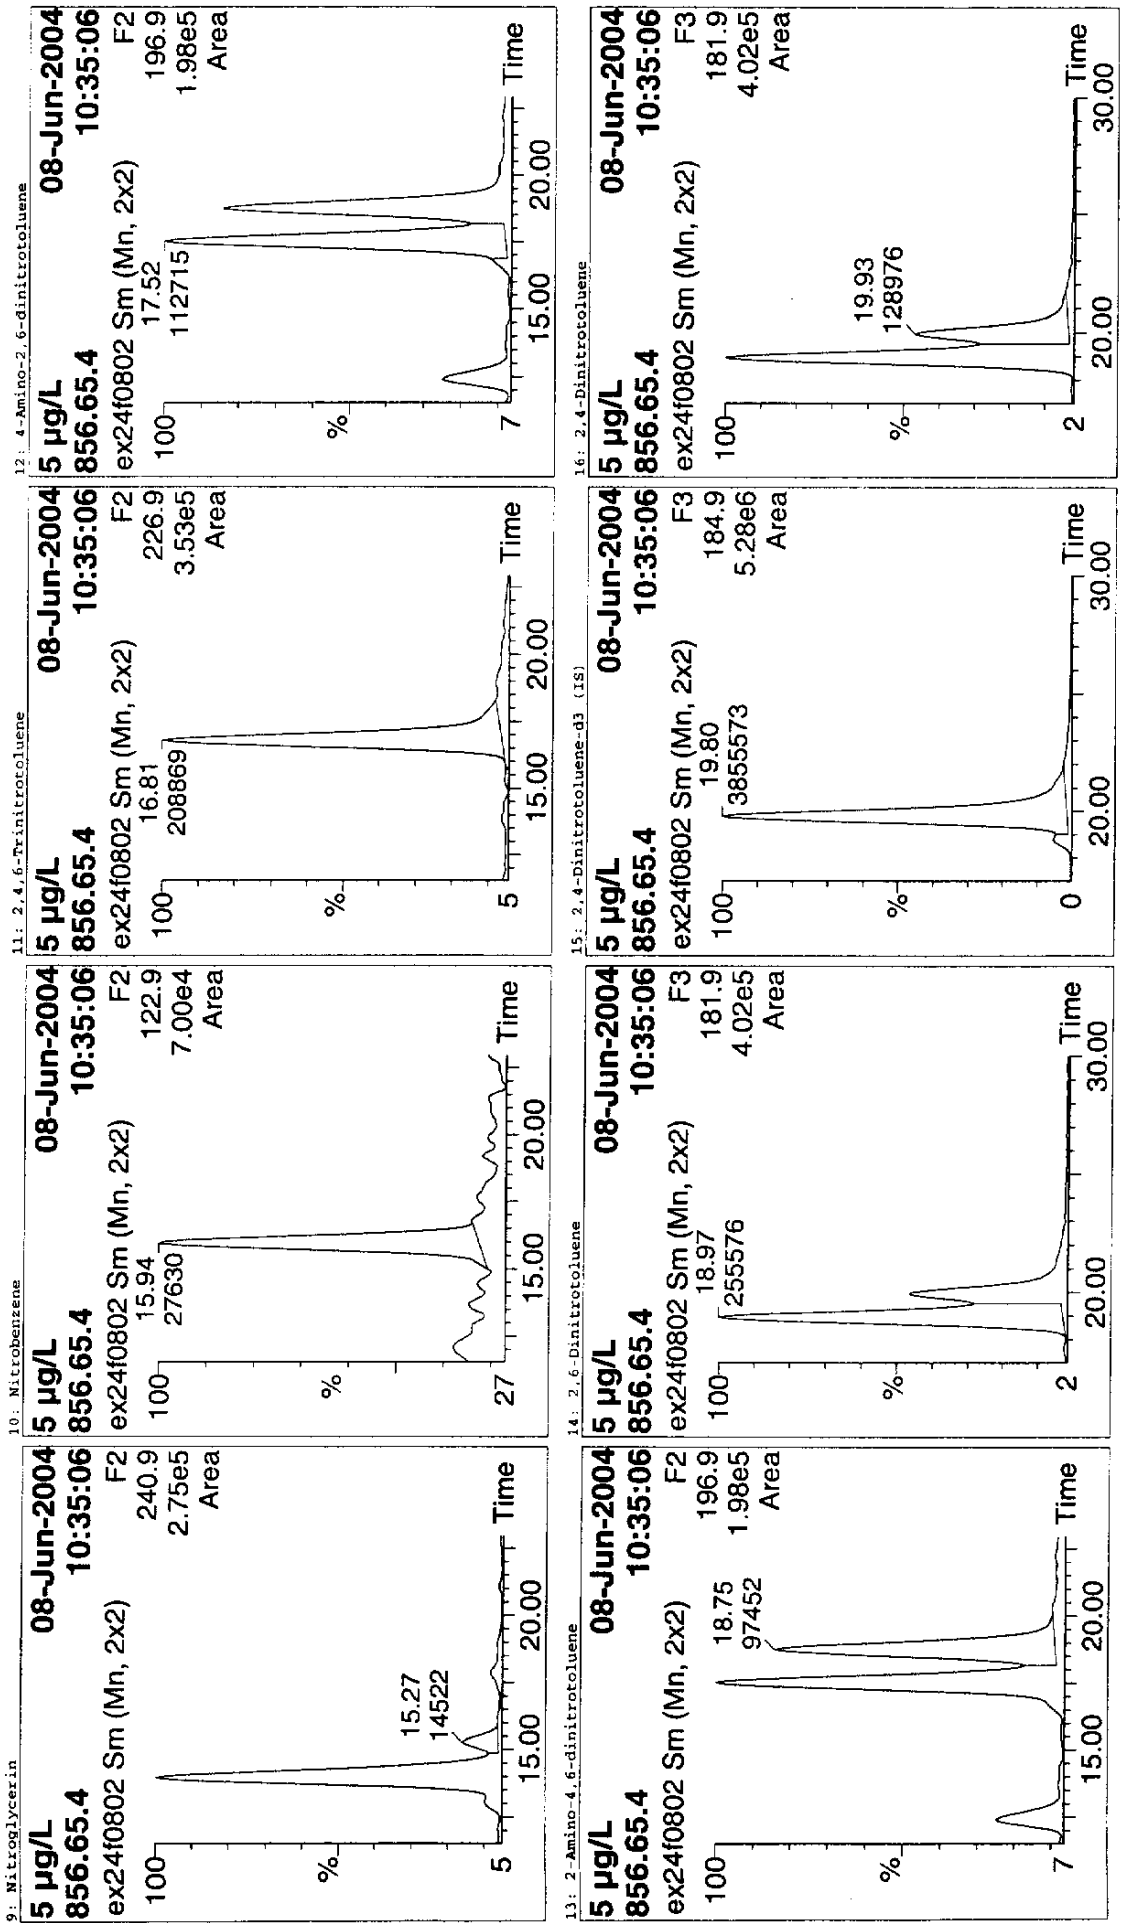 9: Nitroglycerin
5 µg/L 08-Jun-2004
856.65.4 10:35:06
ex24f0802 Sm (Mn, 2x2) F2
240.9
2.75e5
Area
100
%
5
15.27
14522
15.00 20.00 Time
10: Nitrobenzene
5 µg/L 08-Jun-2004
856.65.4 10:35:06
ex24f0802 Sm (Mn, 2x2) F2
122.9
7.00e4
Area
100
%
27
15.94
27630
15.00 20.00 Time
11: 2,4,6-Trinitrotoluene
5 µg/L 08-Jun-2004
856.65.4 10:35:06
ex24f0802 Sm (Mn, 2x2) F2
226.9
3.53e5
Area
100
%
5
16.81
208869
15.00 20.00 Time
12: 4-Amino-2,6-dinitrotoluene
5 µg/L 08-Jun-2004
856.65.4 10:35:06
ex24f0802 Sm (Mn, 2x2) F2
196.9
1.98e5
Area
100
%
7
17.52
112715
15.00 20.00 Time
13: 2-Amino-4,6-dinitrotoluene
5 µg/L 08-Jun-2004
856.65.4 10:35:06
ex24f0802 Sm (Mn, 2x2) F2
196.9
1.98e5
Area
100
%
7
18.75
97452
15.00 20.00 Time
14: 2,6-Dinitrotoluene
5 µg/L 08-Jun-2004
856.65.4 10:35:06
ex24f0802 Sm (Mn, 2x2) F3
181.9
4.02e5
Area
100
%
2
18.97
255576
20.00 30.00 Time
15: 2,4-Dinitrotoluene-d3 (IS)
5 µg/L 08-Jun-2004
856.65.4 10:35:06
ex24f0802 Sm (Mn, 2x2) F3
184.9
5.28e6
Area
100
%
0
19.80
3855573
20.00 30.00 Time
16: 2,4-Dinitrotoluene
5 µg/L 08-Jun-2004
856.65.4 10:35:06
ex24f0802 Sm (Mn, 2x2) F3
181.9
4.02e5
Area
100
%
2
19.93
128976
20.00 30.00 Time